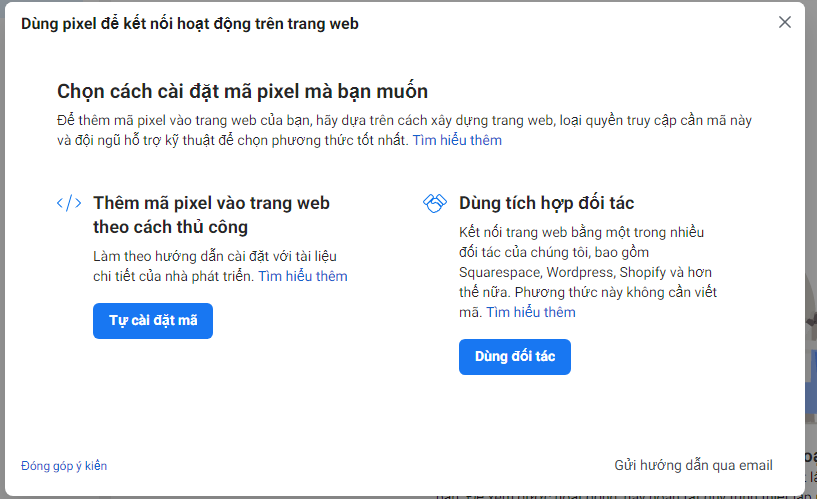 Dùng pixel để kết nối hoạt động trên trang web
Chọn cách cài đặt mã pixel mà bạn muốn
Để thêm mã pixel vào trang web của bạn, hãy dựa trên cách xây dựng trang web, loại quyền truy cập cần mã này
và đội ngũ hỗ trợ kỹ thuật để chọn phương thức tốt nhất. Tìm hiểu thêm
Thêm mã pixel vào trang web
theo cách thủ công
Làm theo hướng dẫn cài đặt với tài liệu
chi tiết của nhà phát triển. Tìm hiểu thêm
Tự cài đặt mã
Dùng tích hợp đối tác
Kết nối trang web bằng một trong nhiều
đối tác của chúng tôi, bao gồm
Squarespace, Wordpress, Shopify và hơn
thế nữa. Phương thức này không cần viết
mã. Tìm hiểu thêm
Dùng đối tác
Đóng góp ý kiến
Gửi hướng dẫn qua email